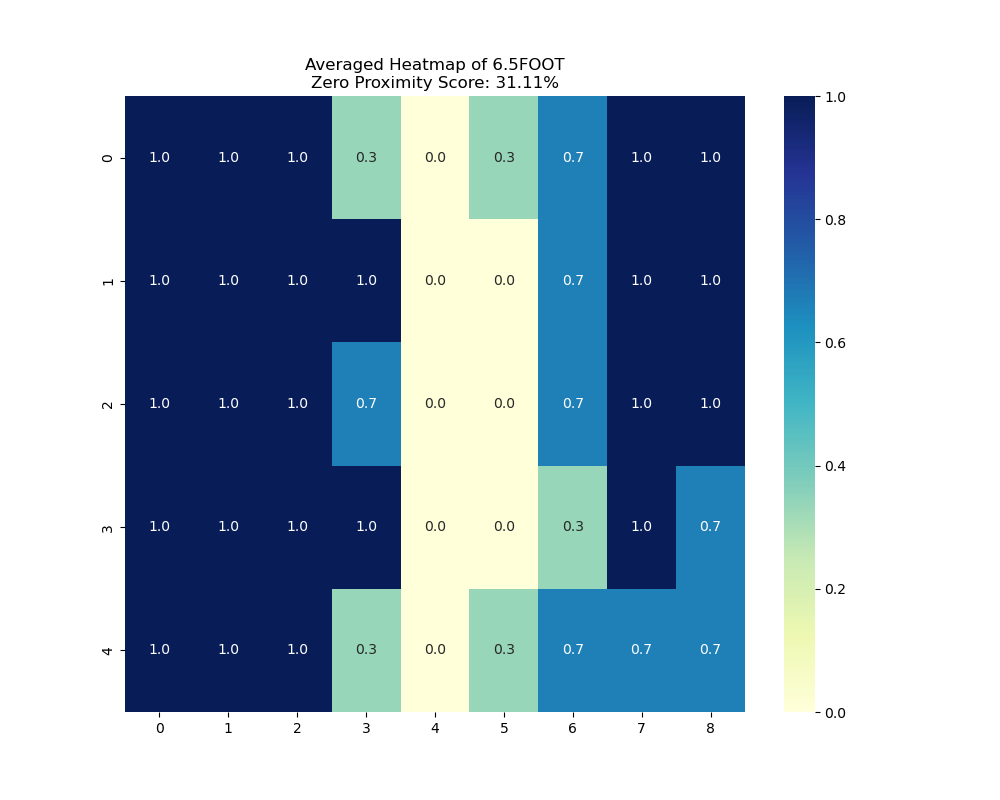 Averaged Heatmap of 6.5FOOT
Zero Proximity Score: 31.11%
0 1.0 1.0 1.0 0.3 0.0 0.3 0.7 1.0 1.0
1 1.0 1.0 1.0 1.0 0.0 0.0 0.7 1.0 1.0
2 1.0 1.0 1.0 0.7 0.0 0.0 0.7 1.0 1.0
3 1.0 1.0 1.0 1.0 0.0 0.0 0.3 1.0 0.7
4 1.0 1.0 1.0 0.3 0.0 0.3 0.7 0.7 0.7
0 1 2 3 4 5 6 7 8
1.0
0.8
0.6
0.4
0.2
0.0